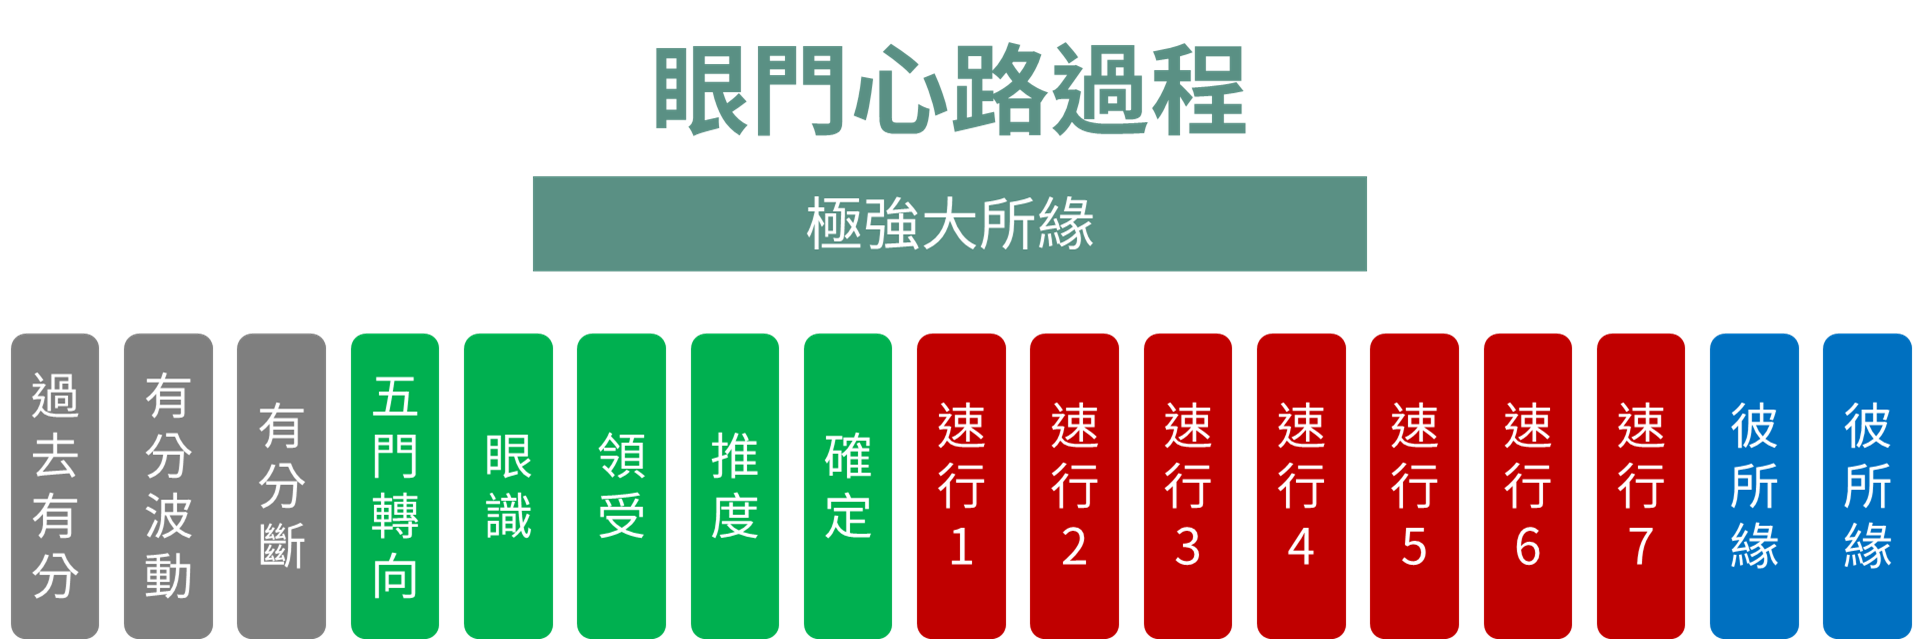 眼門心路過程
極強大所緣
過去有分
有分波動
有分斷
五門轉向
眼識
領受
推度
確定
速行1
速行2
速行3
速行4
速行5
速行6
速行7
彼所緣
彼所緣